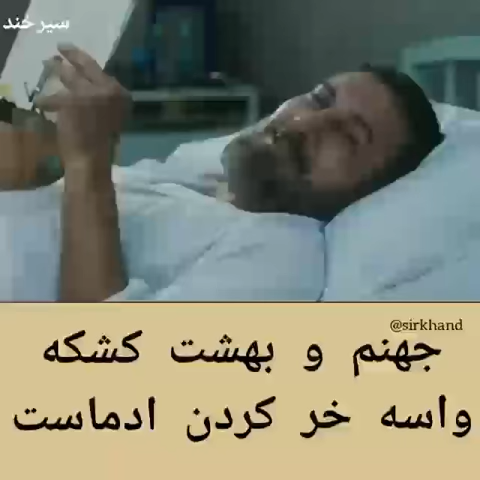 سیرخند
@sirkhand
جهنم و بهشت کشکه
واسه خر کردن ادماست